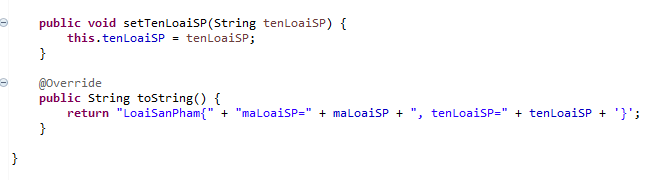 public void setTenLoaiSP(String tenLoaiSP) {
this.tenLoaiSP = tenLoaiSP;
}
@Override
public String toString() {
return "LoaiSanPham{" + "maLoaiSP=" + maLoaiSP + ", tenLoaiSP=" + tenLoaiSP + '}';
}
}